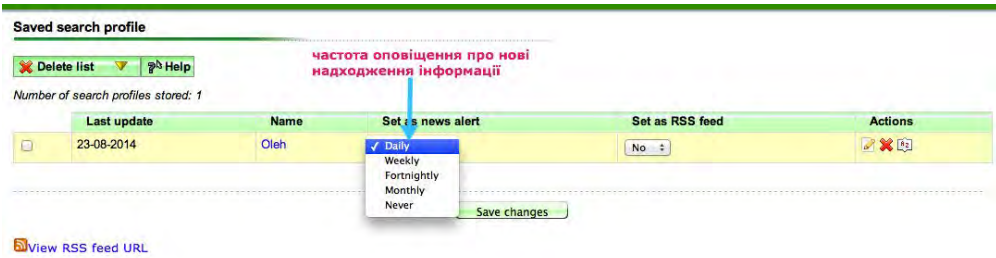 Saved search profile
частота оповіщення про нові
надходження інформації
Delete list Help
Number of search profiles stored: 1
Last update Name Set as news alert Set as RSS feed Actions
23-08-2014 Oleh ✓ Daily No
Weekly
Fortnightly
Monthly
Never
Save changes
View RSS feed URL